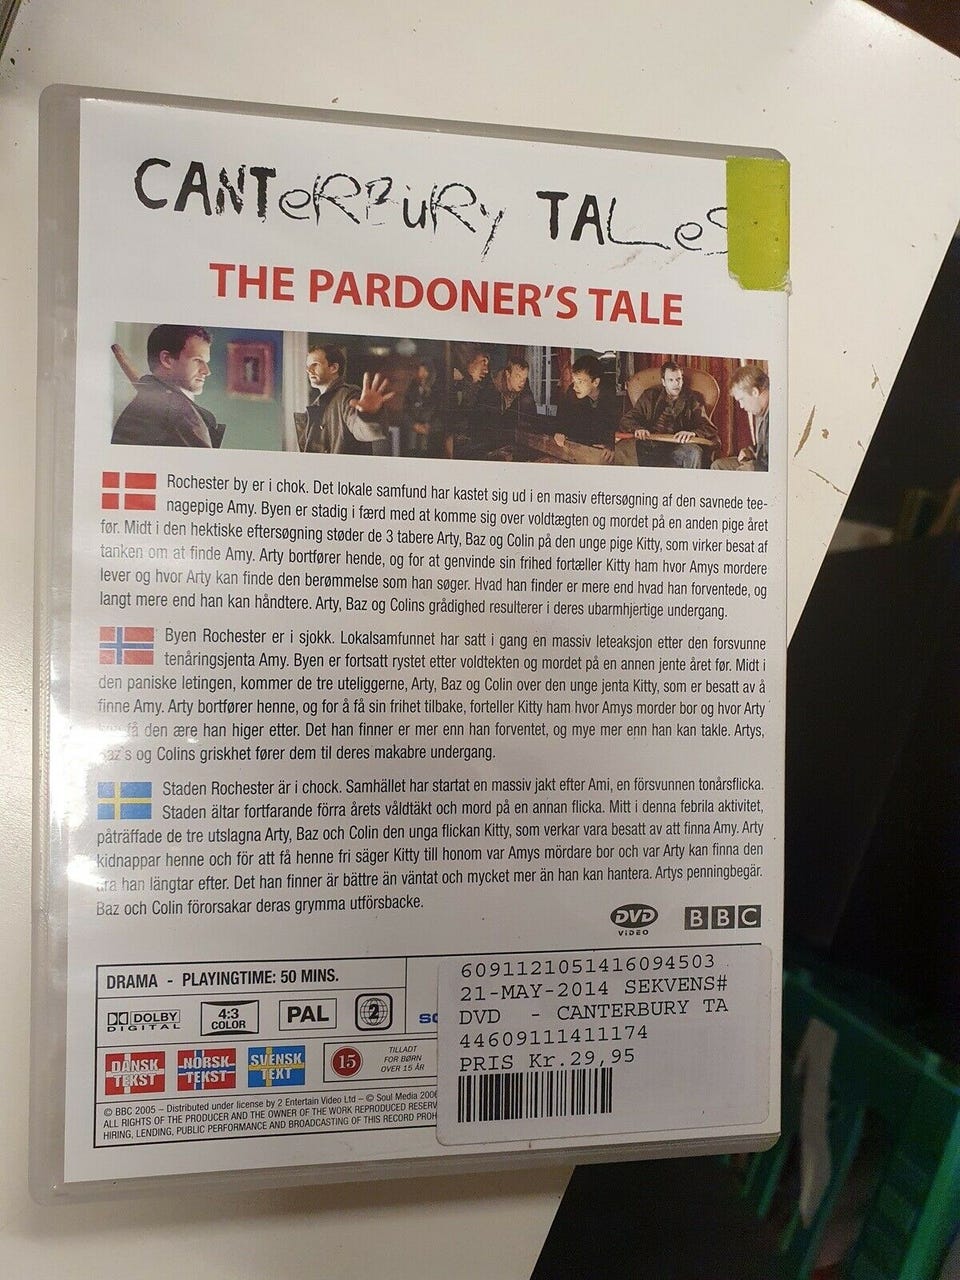 CANTERBURY TALES
THE PARDONER'S TALE
Rochester by er i chok. Det lokale samfund har kastet sig ud i en masiv eftersøgning af den savnede tee-
nagepige Amy. Byen er stadig i færd med at komme sig over voldtægten og mordet på en anden pige året
før. Midt i den hektiske eftersøgning støder de 3 tabere Arty, Baz og Colin på den unge pige Kitty, som virker besat af
tanken om at finde Amy. Arty bortfører hende, og for at genvinde sin frihed fortæller Kitty ham hvor Amys mordere
lever og hvor Arty kan finde den berømmelse som han søger. Hvad han finder er mere end hvad han forventede, og
langt mere end han kan håndtere. Arty, Baz og Colins grådighed resulterer i deres ubarmhjertige undergang.
Byen Rochester er i sjokk. Lokalsamfunnet har satt i gang en massiv leteaksjon etter den forsvunne
tenåringsjenta Amy. Byen er fortsatt rystet etter voldtekten og mordet på en annen jente året før. Midt i
den paniske letingen, kommer de tre uteliggerne, Arty, Baz og Colin over den unge jenta Kitty, som er besatt av å
finne Amy. Arty bortfører henne, og for å få sin frihet tilbake, forteller Kitty ham hvor Amys morder bor og hvor Arty
få den ære han higer etter. Det han finner er mer enn han forventet, og mye mer enn han kan takle. Artys,
Baz's og Colins griskhet fører dem til deres makabre undergang.
Staden Rochester är i chock. Samhället har startat en massiv jakt efter Ami, en försvunnen tonårsflicka.
Staden ältar fortfarande förra årets våldtäkt och mord på en annan flicka. Mitt i denna febrila aktivitet,
påträffade de tre utslagna Arty, Baz och Colin den unga flickan Kitty, som verkar vara besatt av att finna Amy. Arty
kidnappar henne och för att få henne fri säger Kitty till honom var Amys mördare bor och var Arty kan finna den
ära han längtar efter. Det han finner är bättre än väntat och mycket mer än han kan hantera. Artys penningbegär.
Baz och Colin förorsakar deras grymma utförsbacke.
DVD VIDEO BBC
DRAMA - PLAYINGTIME: 50 MINS.
DOLBY DIGITAL 4:3 COLOR PAL 2
DANSK TEKST NORSK TEKST SVENSK TEXT 15 TILLADT FOR BØRN OVER 15 ÅR
© BBC 2005 – Distributed under license by 2 Entertain Video Ltd – © Soul Media 2006
ALL RIGHTS OF THE PRODUCER AND THE OWNER OF THE WORK REPRODUCED RESERV
HIRING, LENDING, PUBLIC PERFORMANCE AND BROADCASTING OF THIS RECORD PROH
6091121051416094503
21-MAY-2014 SEKVENS#
DVD - CANTERBURY TA
44609111411174
PRIS Kr.29,95